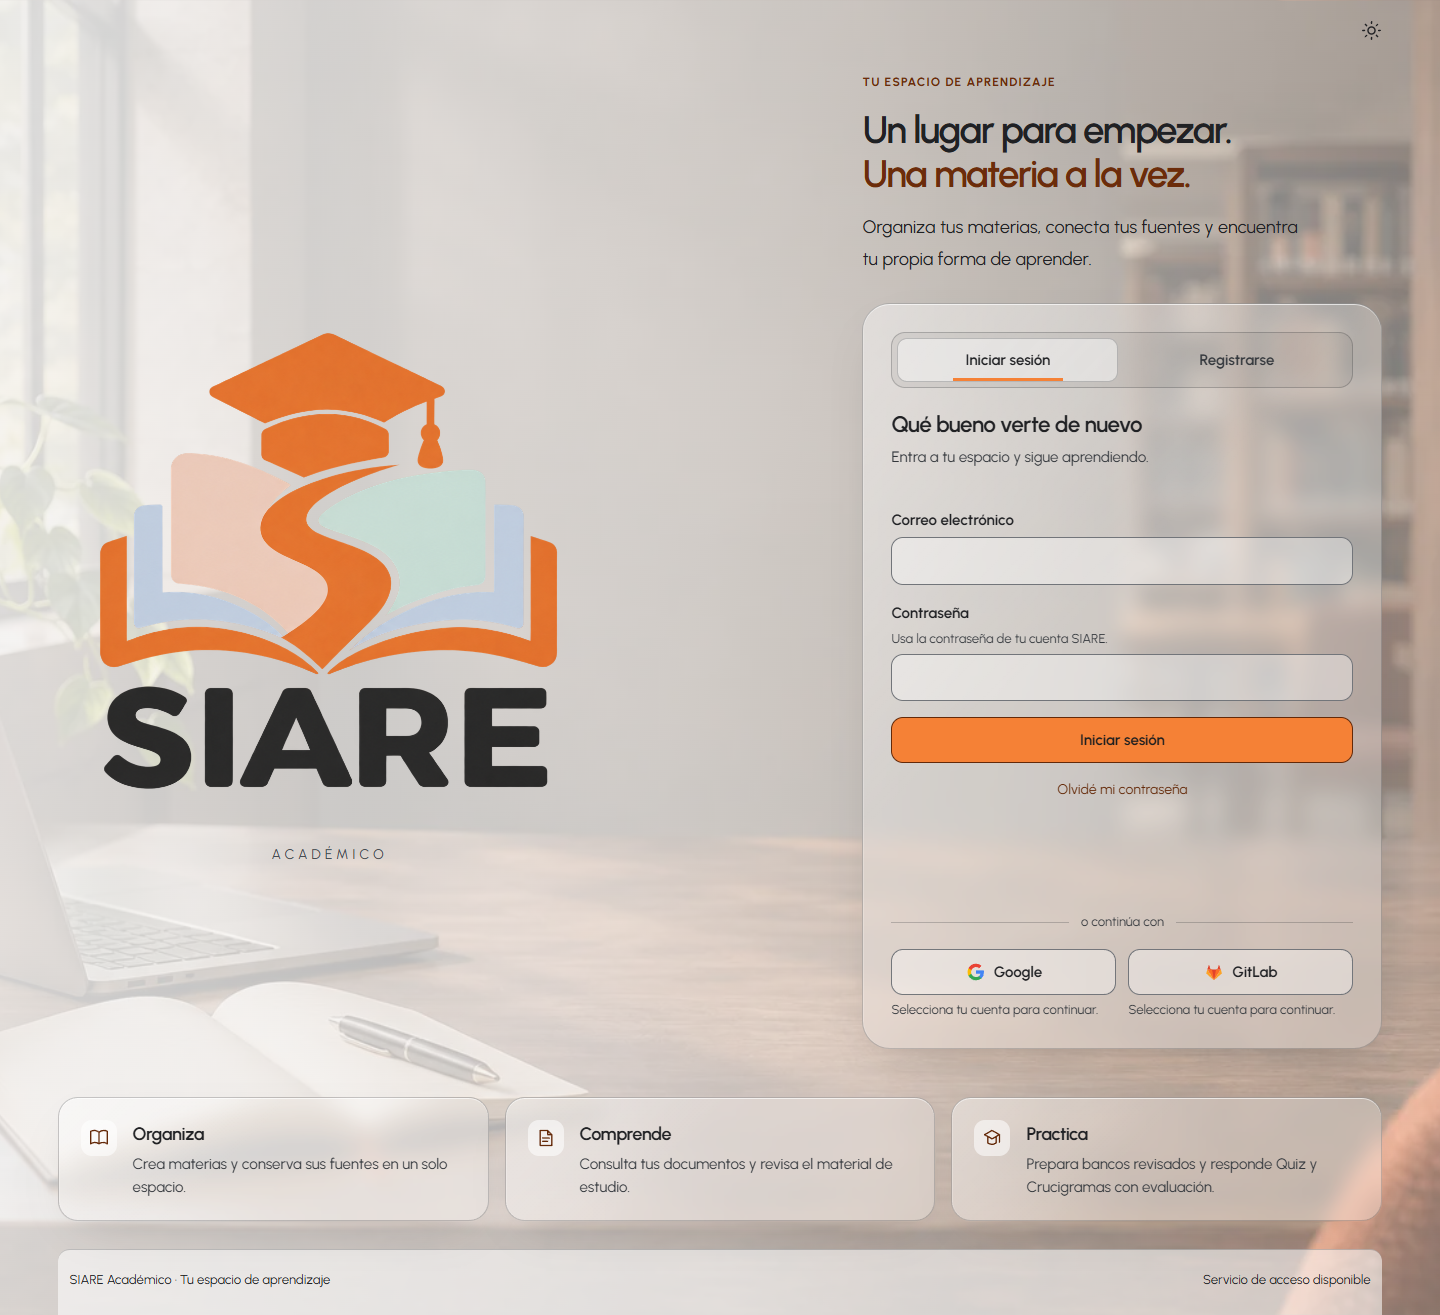 TU ESPACIO DE APRENDIZAJE
Un lugar para empezar.
Una materia a la vez.
Organiza tus materias, conecta tus fuentes y encuentra
tu propia forma de aprender.
SIARE
ACADÉMICO
Iniciar sesión
Registrarse
Qué bueno verte de nuevo
Entra a tu espacio y sigue aprendiendo.
Correo electrónico
Contraseña
Usa la contraseña de tu cuenta SIARE.
Iniciar sesión
Olvidé mi contraseña
o continúa con
Google
GitLab
Selecciona tu cuenta para continuar.
Selecciona tu cuenta para continuar.
Organiza
Crea materias y conserva sus fuentes en un solo
espacio.
Comprende
Consulta tus documentos y revisa el material de
estudio.
Practica
Prepara bancos revisados y responde Quiz y
Crucigramas con evaluación.
SIARE Académico · Tu espacio de aprendizaje
Servicio de acceso disponible